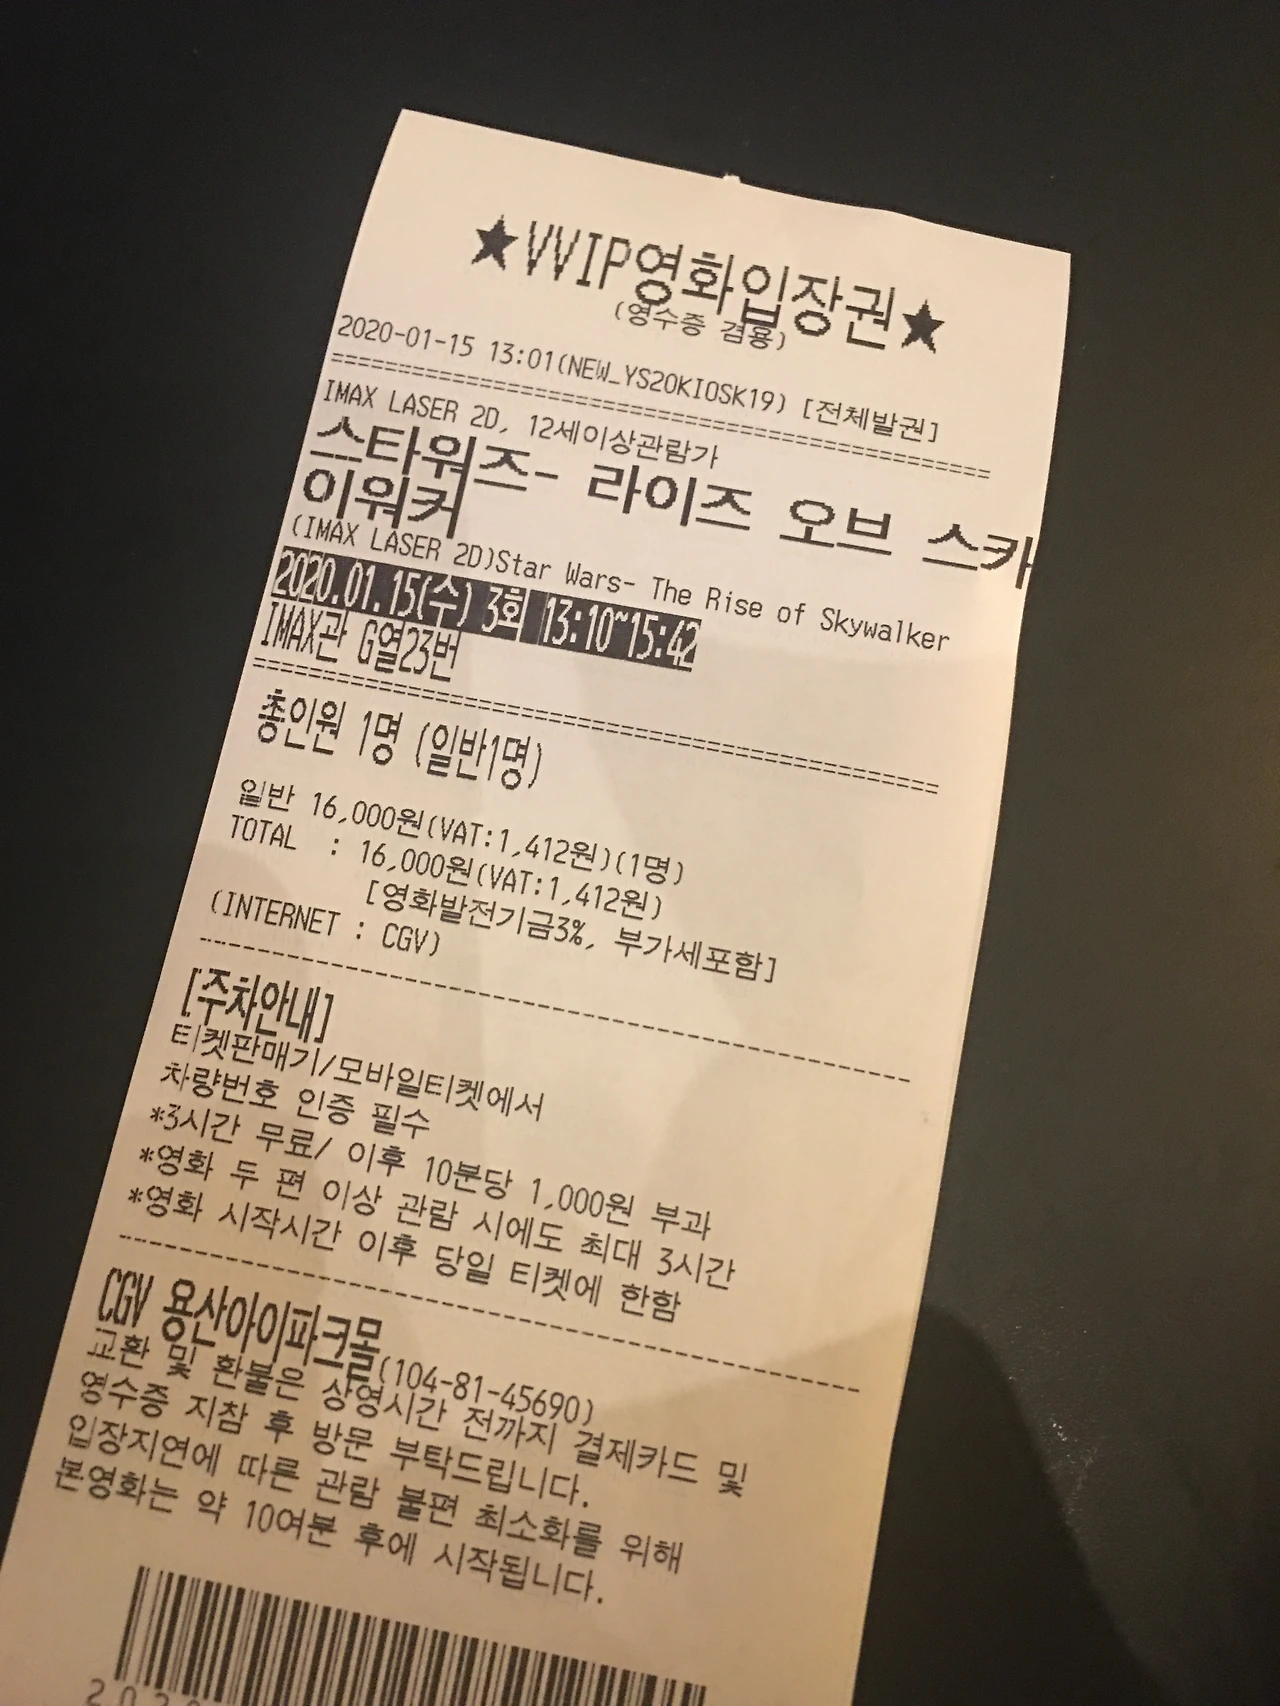 ★VVIP영화입장권★
(영수증 겸용)
2020-01-15 13:01(NEW_YS20KIOSK19) [전체발권]
================================================
IMAX LASER 2D, 12세이상관람가
스타워즈- 라이즈 오브 스카
이워커
(IMAX LASER 2D)Star Wars- The Rise of Skywalker
2020.01.15(수) 3회 13:10~15:42
IMAX관 G열23번
================================================
총인원 1명 (일반1명)
일반 16,000원(VAT:1,412원)(1명)
TOTAL : 16,000원(VAT:1,412원)
[영화발전기금3%, 부가세포함]
(INTERNET : CGV)
------------------------------------------------
[주차안내]
티켓판매기/모바일티켓에서
차량번호 인증 필수
*3시간 무료/ 이후 10분당 1,000원 부과
*영화 두 편 이상 관람 시에도 최대 3시간
*영화 시작시간 이후 당일 티켓에 한함
------------------------------------------------
CGV 용산아이파크몰(104-81-45690)
교환 및 환불은 상영시간 전까지 결제카드 및
영수증 지참 후 방문 부탁드립니다.
입장지연에 따른 관람 불편 최소화를 위해
본영화는 약 10여분 후에 시작됩니다.